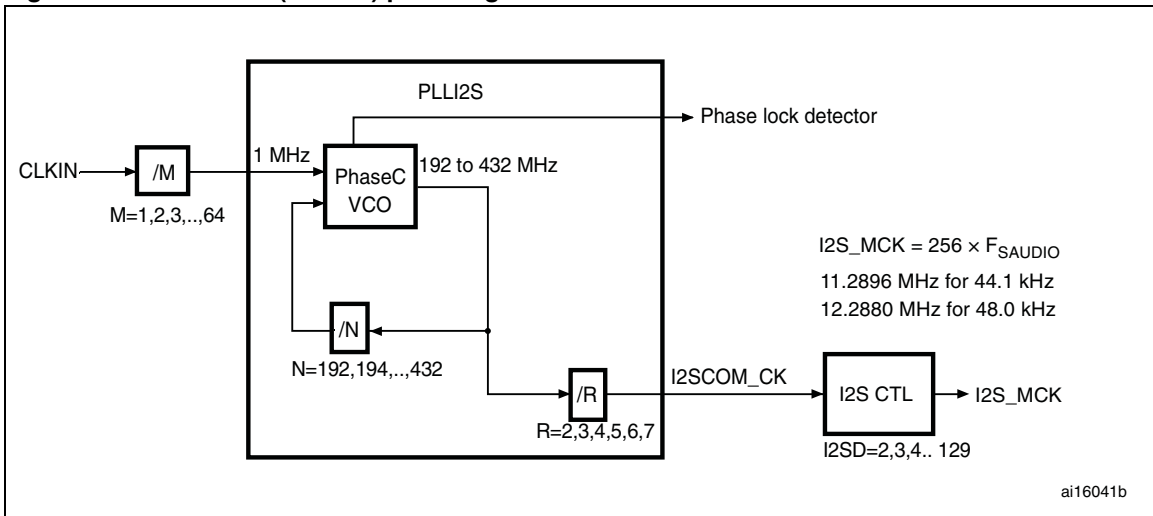 PLLI2S
Phase lock detector
CLKIN
/M
1 MHz
PhaseC
VCO
192 to 432 MHz
M=1,2,3,..,64
I2S_MCK = 256 × FSAUDIO
11.2896 MHz for 44.1 kHz
12.2880 MHz for 48.0 kHz
/N
N=192,194,..,432
I2SCOM_CK
/R
I2S CTL
I2S_MCK
R=2,3,4,5,6,7
I2SD=2,3,4.. 129
ai16041b